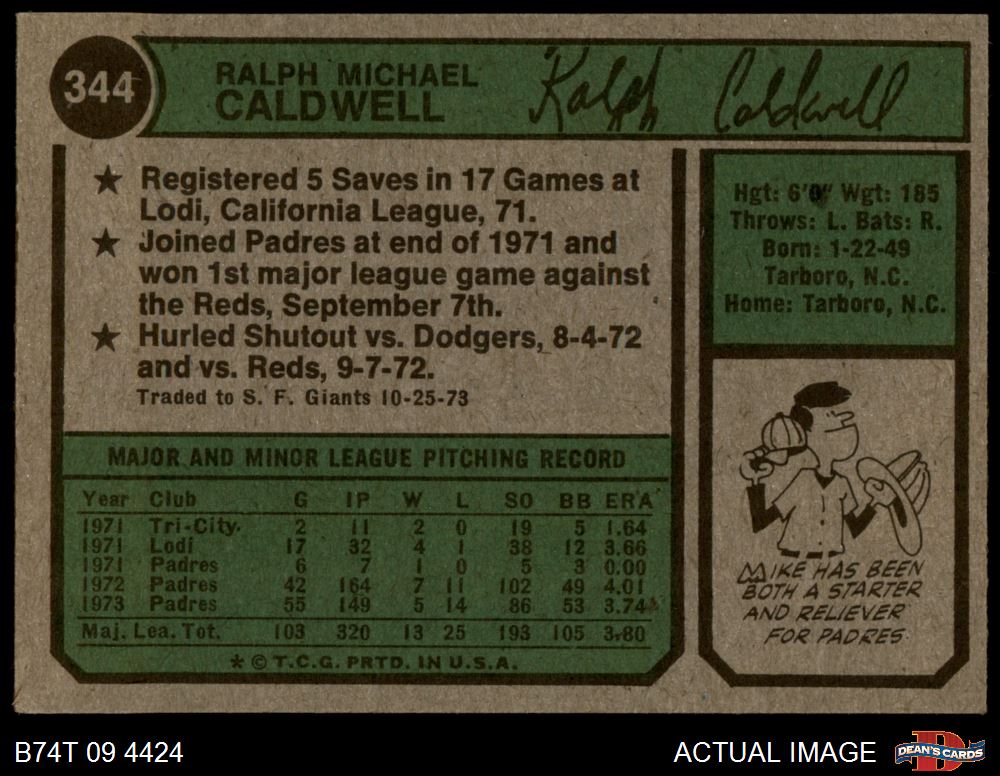 344
RALPH MICHAEL
CALDWELL
Ralph Caldwell
★ Registered 5 Saves in 17 Games at
Lodi, California League, 71.
★ Joined Padres at end of 1971 and
won 1st major league game against
the Reds, September 7th.
★ Hurled Shutout vs. Dodgers, 8-4-72
and vs. Reds, 9-7-72.
Traded to S. F. Giants 10-25-73
Hgt: 6'0" Wgt: 185
Throws: L. Bats: R.
Born: 1-22-49
Tarboro, N.C.
Home: Tarboro, N.C.
MAJOR AND MINOR LEAGUE PITCHING RECORD
Year Club G IP W L SO BB ERA
1971 Tri-City. 2 11 2 0 19 5 1.64
1971 Lodi 17 32 4 1 38 12 3.66
1971 Padres 6 7 1 0 5 3 0.00
1972 Padres 42 164 7 11 102 49 4.01
1973 Padres 55 149 5 14 86 53 3.74
Maj. Lea. Tot. 103 320 13 25 193 105 3.80
★ © T.C.G. PRTD. IN U.S.A.
MIKE HAS BEEN
BOTH A STARTER
AND RELIEVER
FOR PADRES
B74T 09 4424
ACTUAL IMAGE
DEAN'S CARDS